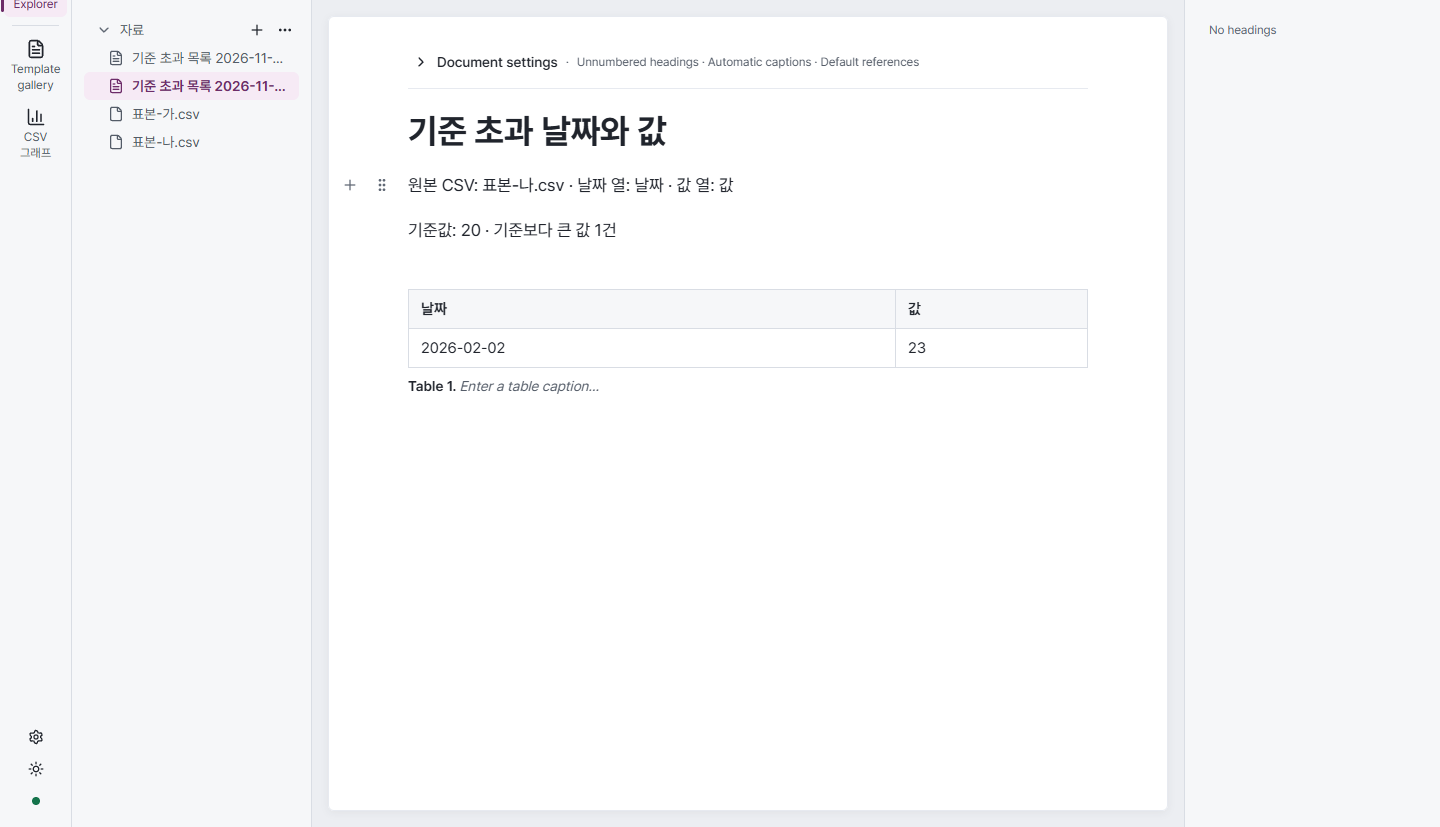 Explorer
Template
gallery
CSV
그래프
자료
기준 초과 목록 2026-11-...
기준 초과 목록 2026-11-...
표본-가.csv
표본-나.csv
Document settings · Unnumbered headings · Automatic captions · Default references
기준 초과 날짜와 값
원본 CSV: 표본-나.csv · 날짜 열: 날짜 · 값 열: 값
기준값: 20 · 기준보다 큰 값 1건
날짜 값
2026-02-02 23
Table 1. Enter a table caption...
No headings